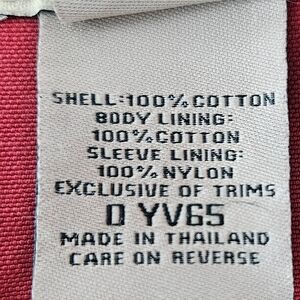 SHELL:100% COTTON
BODY LINING:
100% COTTON
SLEEVE LINING:
100% NYLON
EXCLUSIVE OF TRIMS
D YV65
MADE IN THAILAND
CARE ON REVERSE